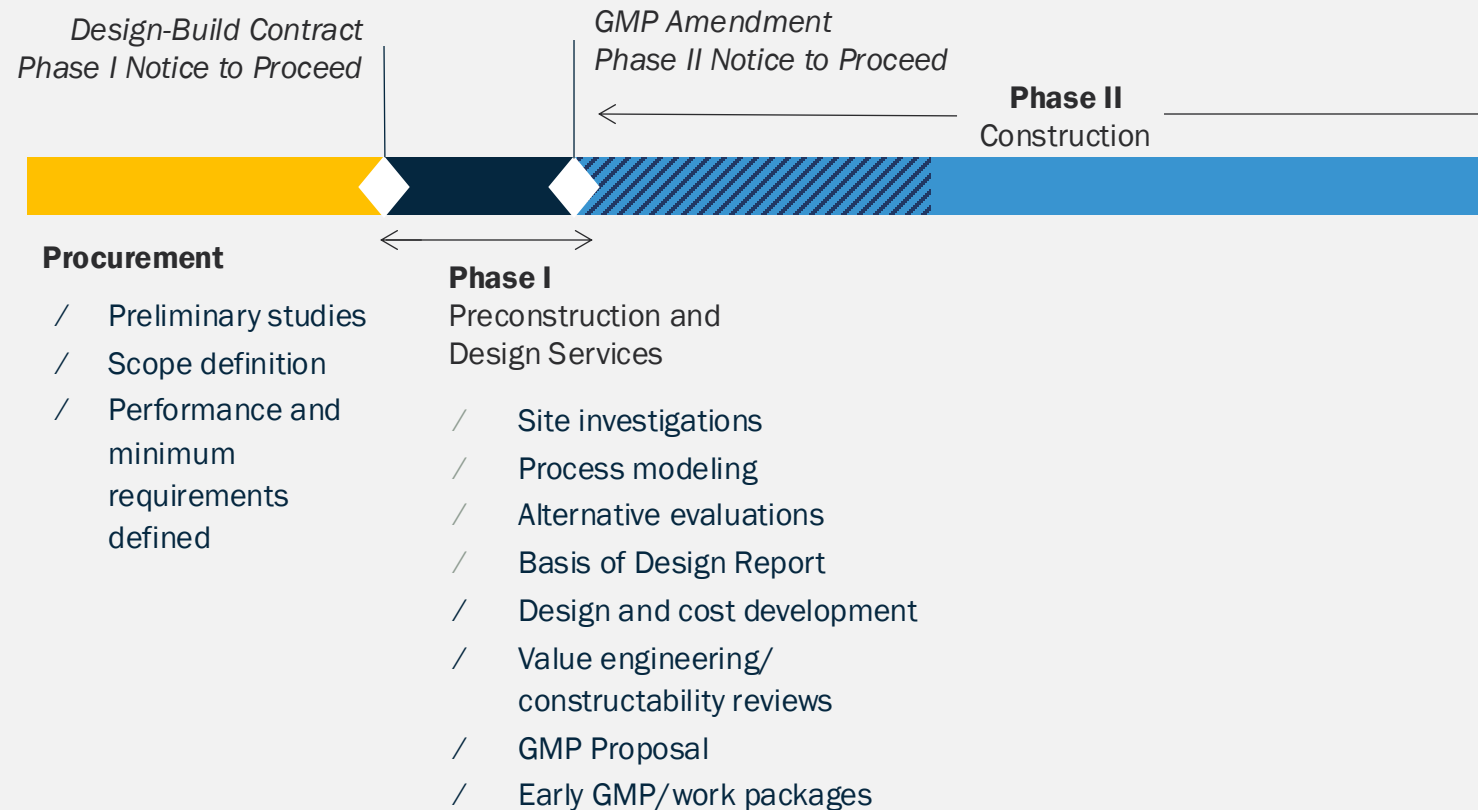 Design-Build Contract
Phase I Notice to Proceed
GMP Amendment
Phase II Notice to Proceed
Phase II
Construction
Procurement
/ Preliminary studies
/ Scope definition
/ Performance and
minimum
requirements
defined
Phase I
Preconstruction and
Design Services
/ Site investigations
/ Process modeling
/ Alternative evaluations
/ Basis of Design Report
/ Design and cost development
/ Value engineering/
constructability reviews
/ GMP Proposal
/ Early GMP/work packages